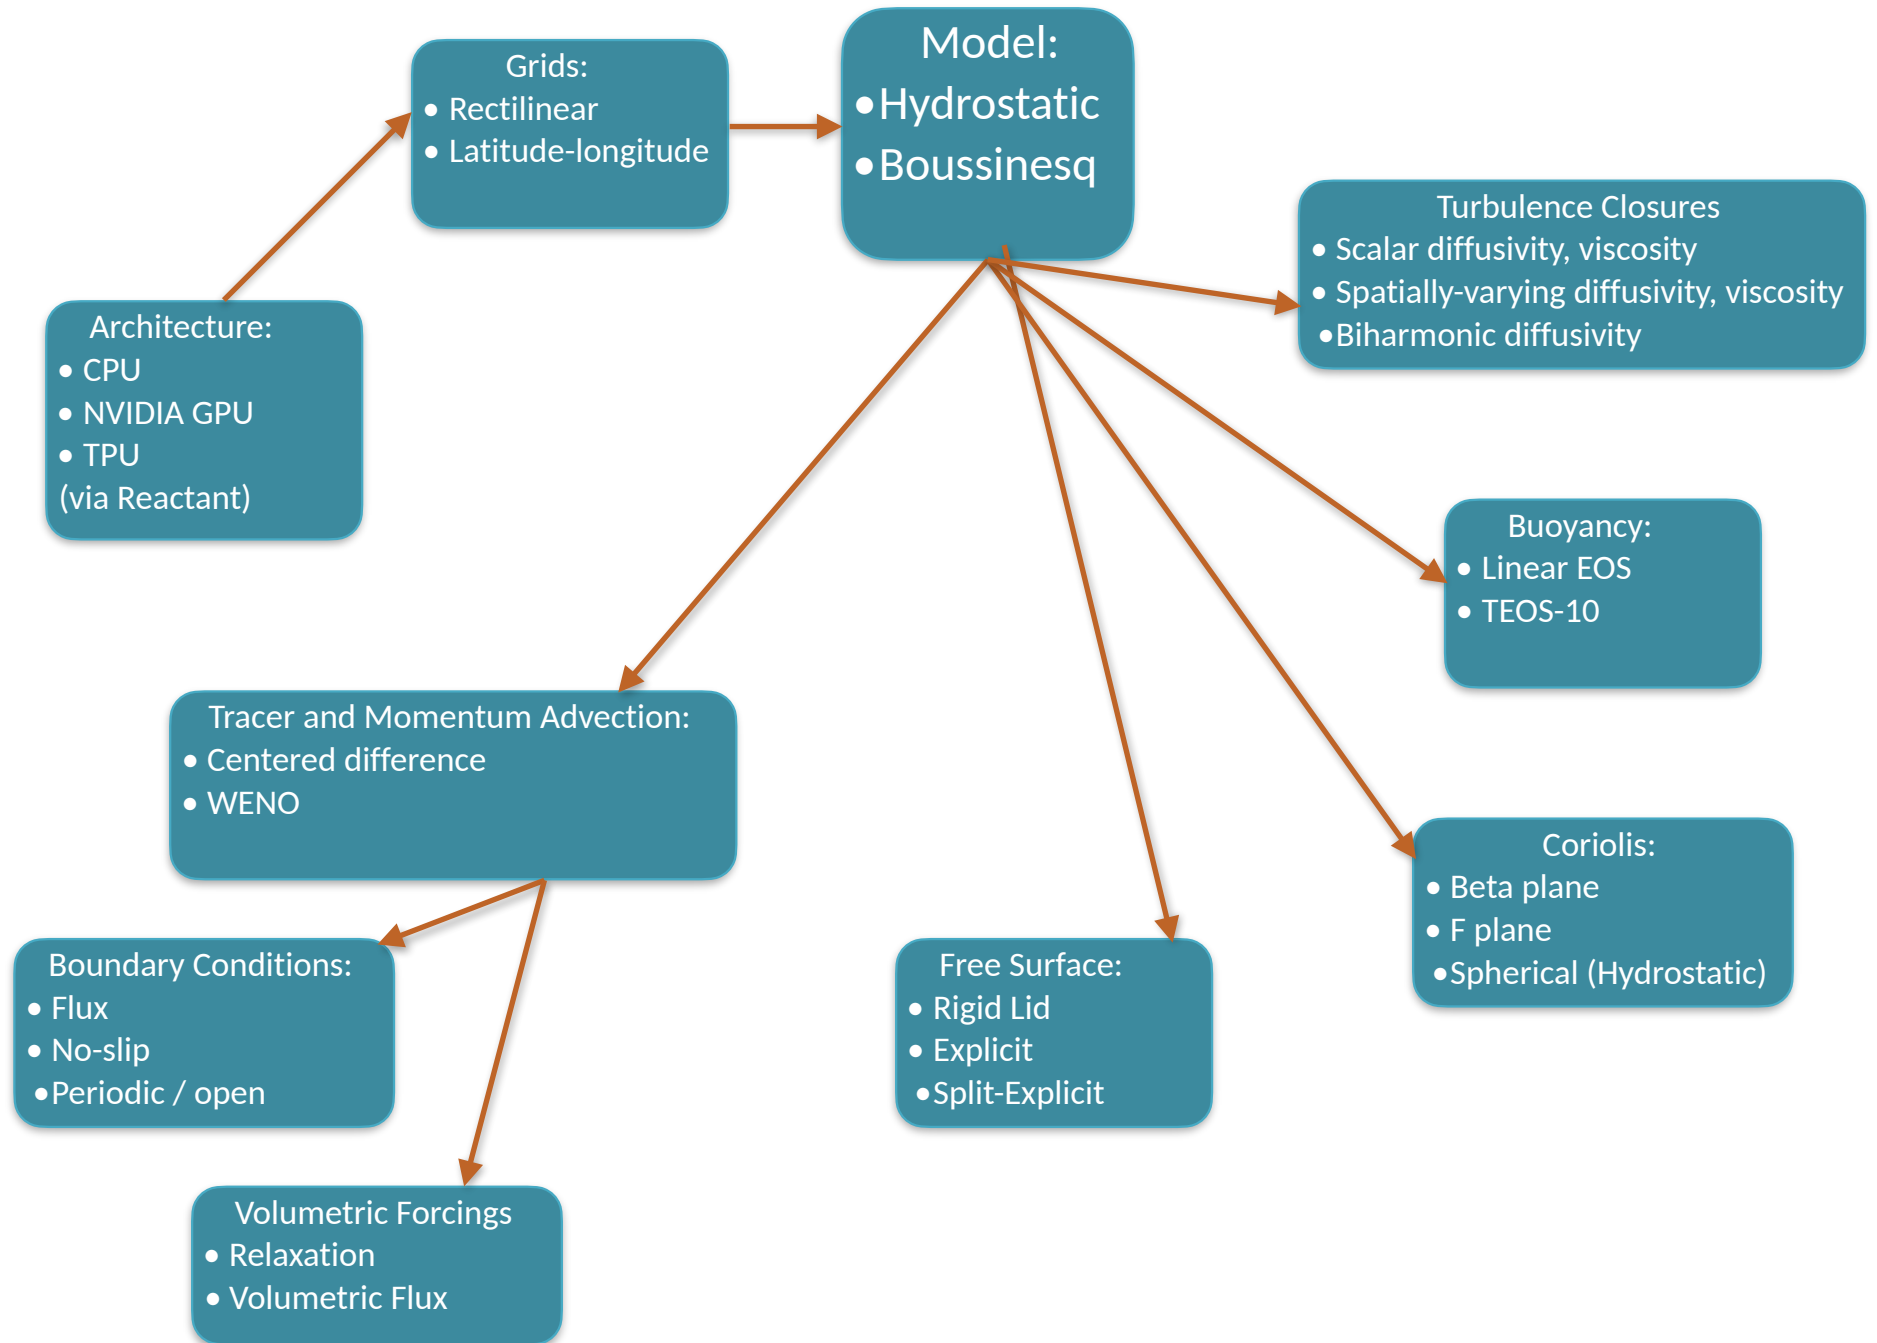 Grids:
• Rectilinear
• Latitude-longitude
Model:
•Hydrostatic
•Boussinesq
Turbulence Closures
• Scalar diffusivity, viscosity
• Spatially-varying diffusivity, viscosity
•Biharmonic diffusivity
Architecture:
• CPU
• NVIDIA GPU
• TPU
(via Reactant)
Buoyancy:
• Linear EOS
• TEOS-10
Tracer and Momentum Advection:
• Centered difference
• WENO
Coriolis:
• Beta plane
• F plane
•Spherical (Hydrostatic)
Boundary Conditions:
• Flux
• No-slip
•Periodic / open
Free Surface:
• Rigid Lid
• Explicit
•Split-Explicit
Volumetric Forcings
• Relaxation
• Volumetric Flux